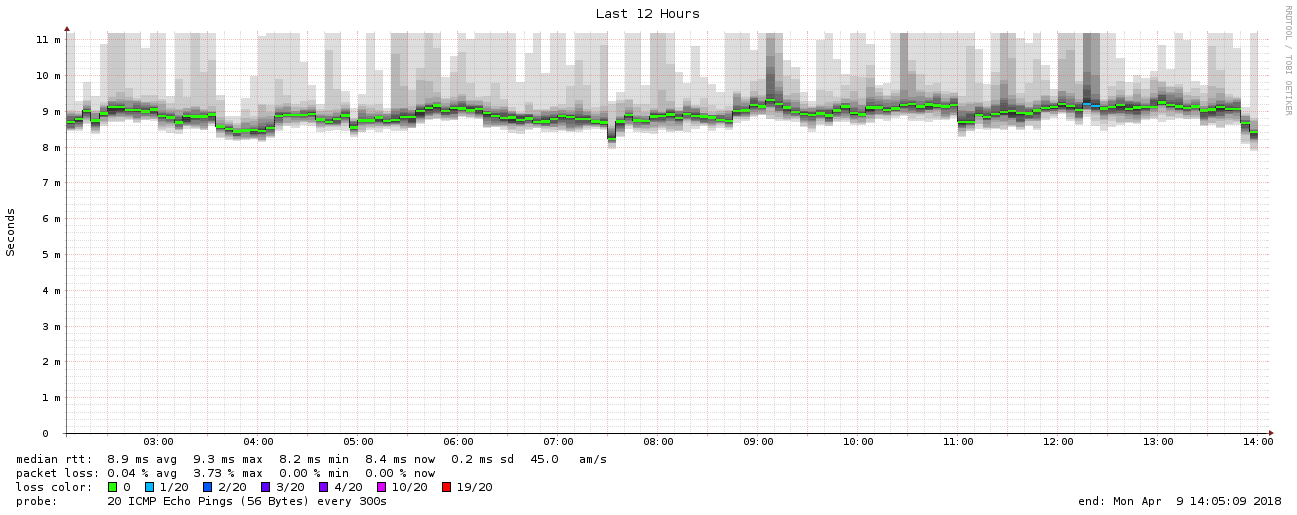 Last 12 Hours
RRDTOOL / TOBI OETIKER
Seconds
11 m
10 m
9 m
8 m
7 m
6 m
5 m
4 m
3 m
2 m
1 m
0
03:00 04:00 05:00 06:00 07:00 08:00 09:00 10:00 11:00 12:00 13:00 14:00
median rtt: 8.9 ms avg 9.3 ms max 8.2 ms min 8.4 ms now 0.2 ms sd 45.0 am/s
packet loss: 0.04 % avg 3.73 % max 0.00 % min 0.00 % now
loss color: 0 1/20 2/20 3/20 4/20 10/20 19/20
probe: 20 ICMP Echo Pings (56 Bytes) every 300s end: Mon Apr 9 14:05:09 2018